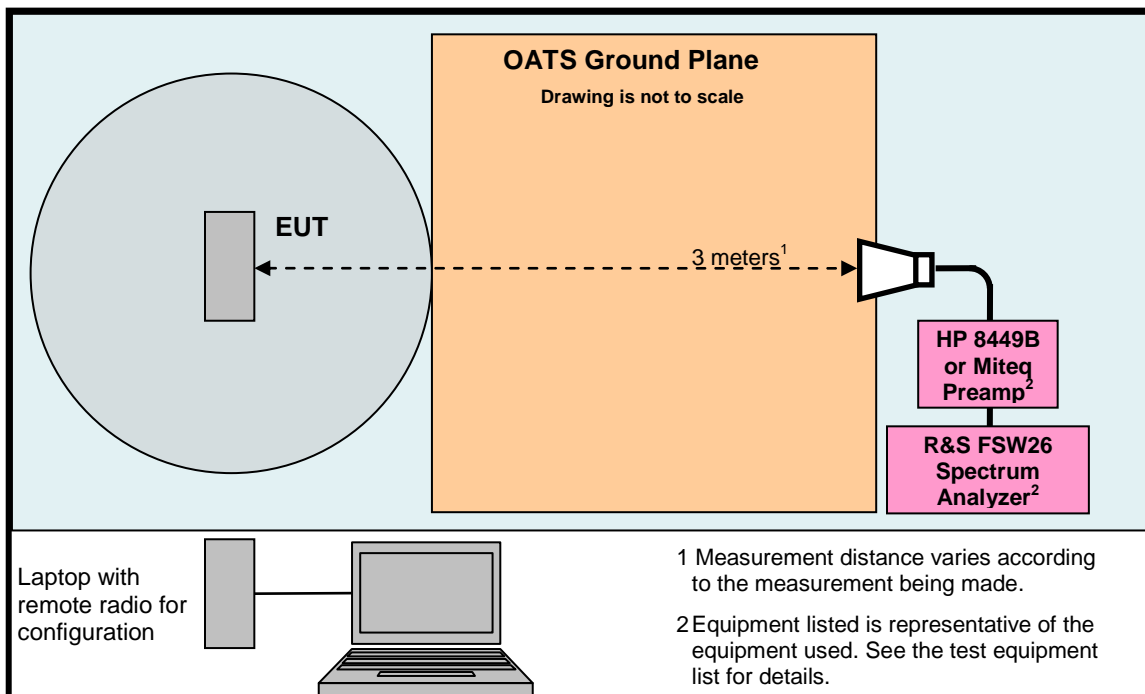 OATS Ground Plane
Drawing is not to scale
EUT
3 meters¹
HP 8449B
or Miteq
Preamp²
R&S FSW26
Spectrum
Analyzer²
Laptop with
remote radio for
configuration
1 Measurement distance varies according
to the measurement being made.
2 Equipment listed is representative of the
equipment used. See the test equipment
list for details.